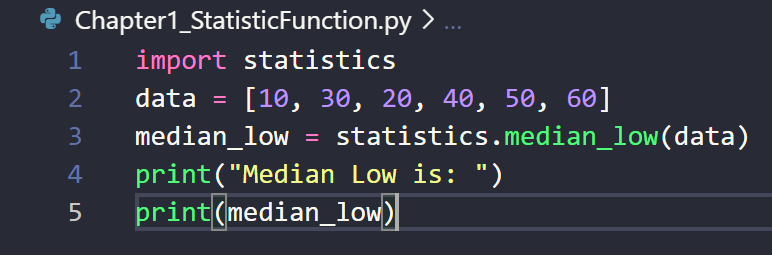 Chapter1_StatisticFunction.py > ...
1 import statistics
2 data = [10, 30, 20, 40, 50, 60]
3 median_low = statistics.median_low(data)
4 print("Median Low is: ")
5 print(median_low)